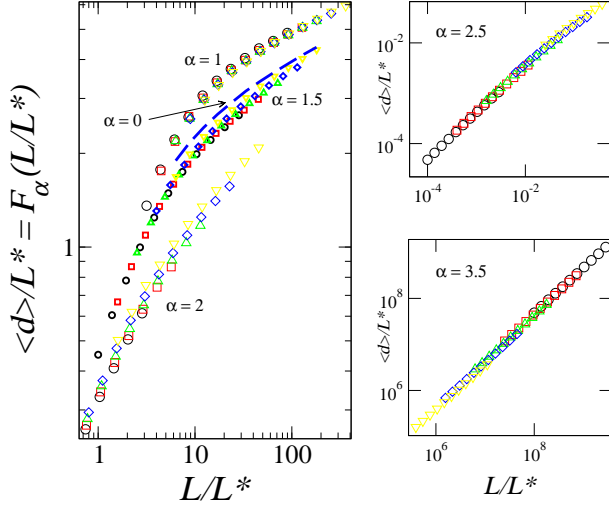 <d>/L* = F_α(L/L*)
1
α = 1
α = 0
α = 1.5
α = 2
1 10 100
L/L*
<d>/L*
10^-2
10^-4
α = 2.5
10^-4 10^-2
<d>/L*
10^8
10^6
α = 3.5
10^6 10^8
L/L*